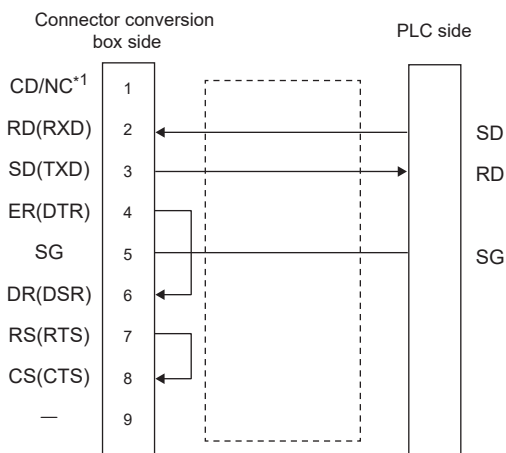 Connector conversion
box side
PLC side
CD/NC*1 1
RD(RXD) 2 SD
SD(TXD) 3 RD
ER(DTR) 4
SG 5 SG
DR(DSR) 6
RS(RTS) 7
CS(CTS) 8
— 9